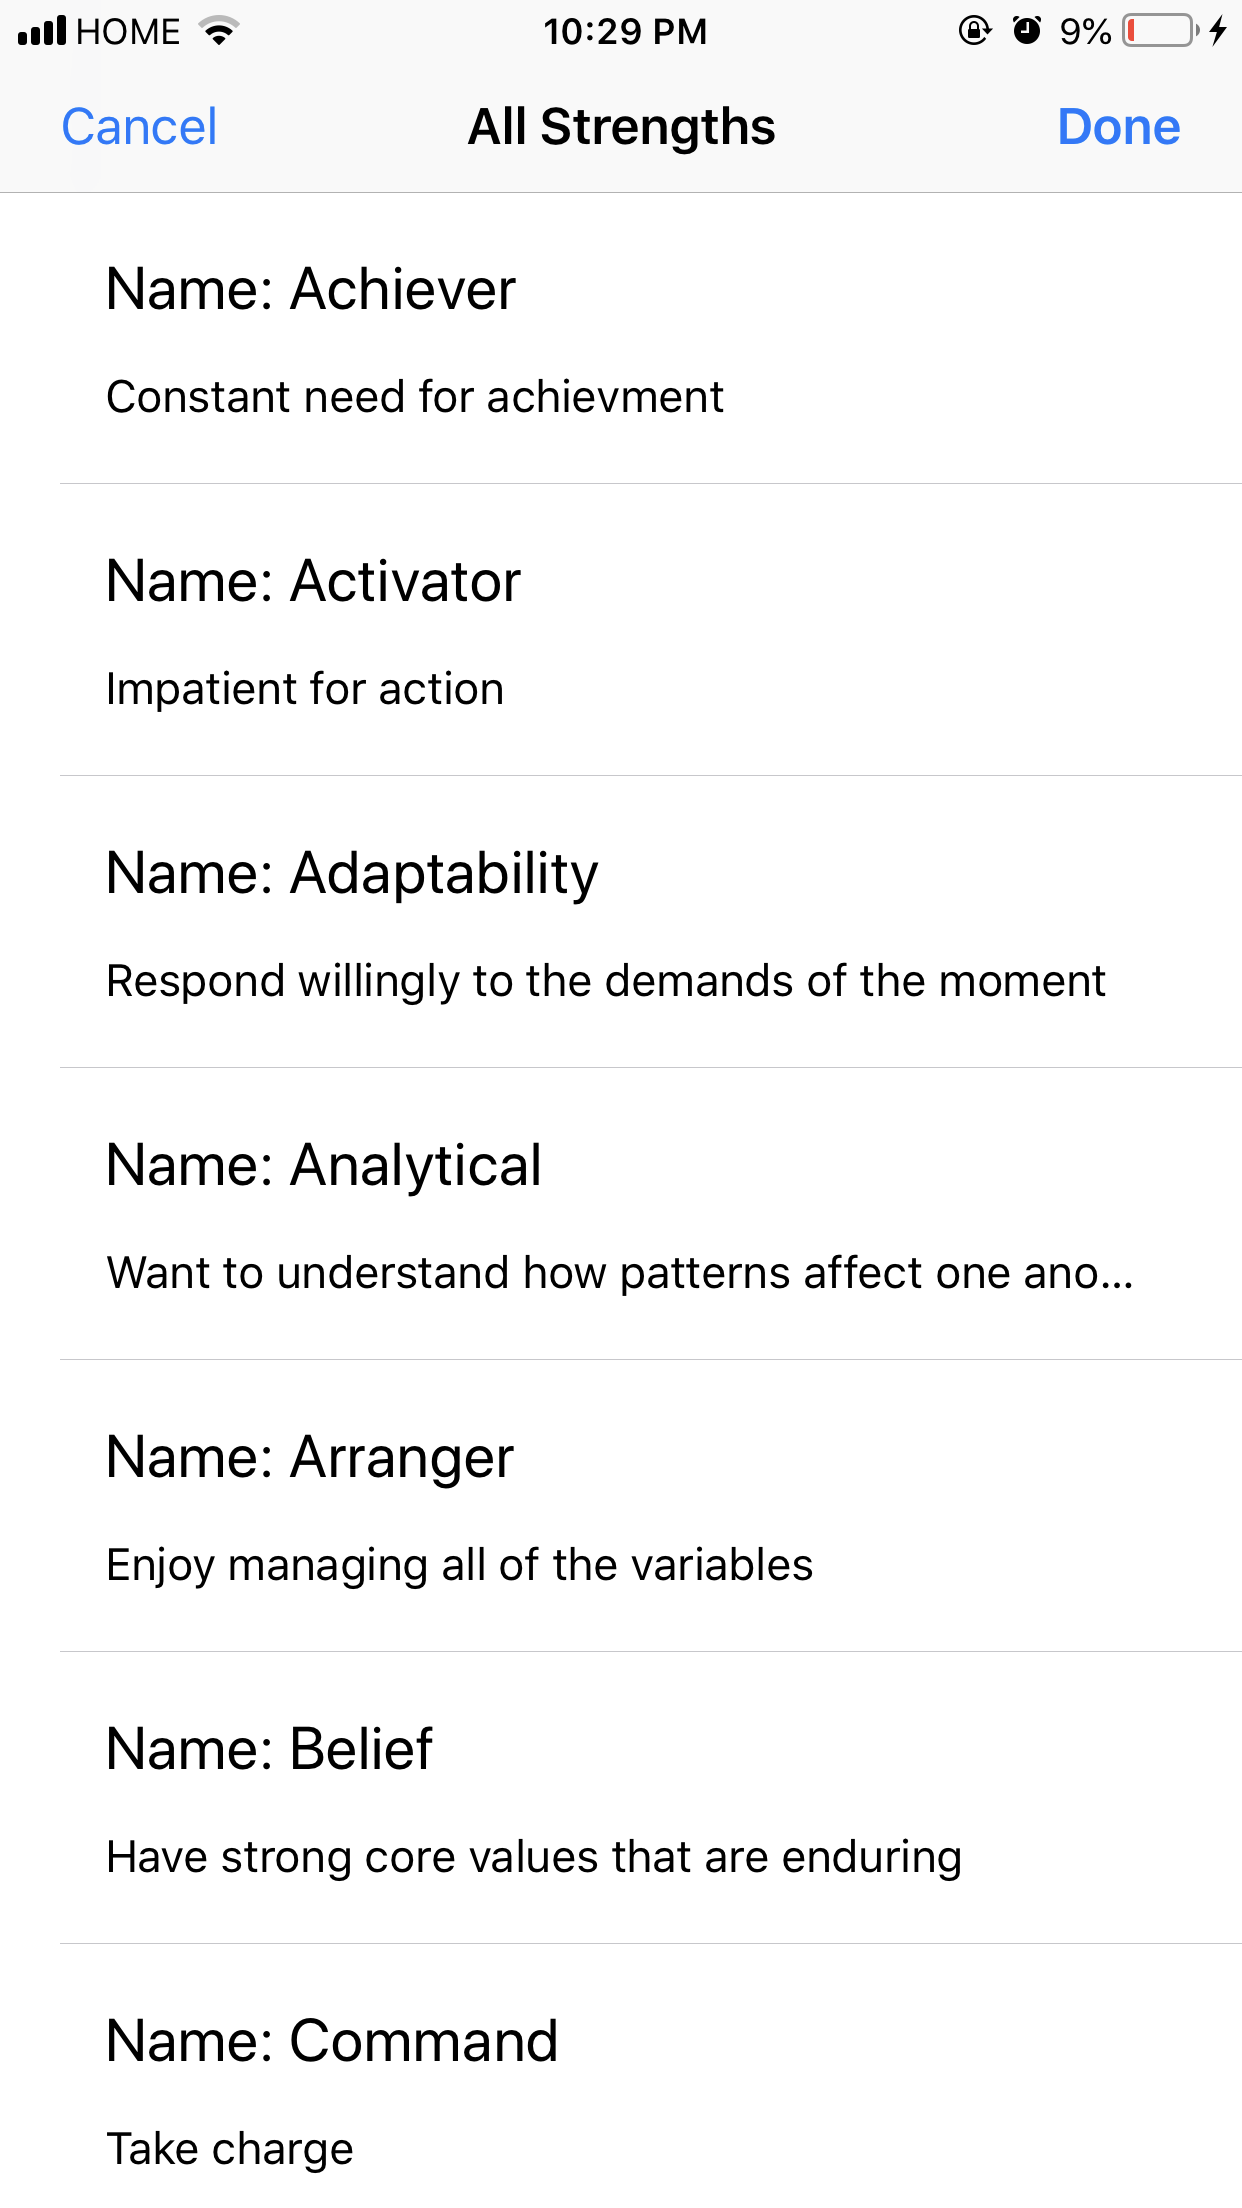 HOME 10:29 PM 9%
Cancel All Strengths Done
Name: Achiever
Constant need for achievment
Name: Activator
Impatient for action
Name: Adaptability
Respond willingly to the demands of the moment
Name: Analytical
Want to understand how patterns affect one ano...
Name: Arranger
Enjoy managing all of the variables
Name: Belief
Have strong core values that are enduring
Name: Command
Take charge